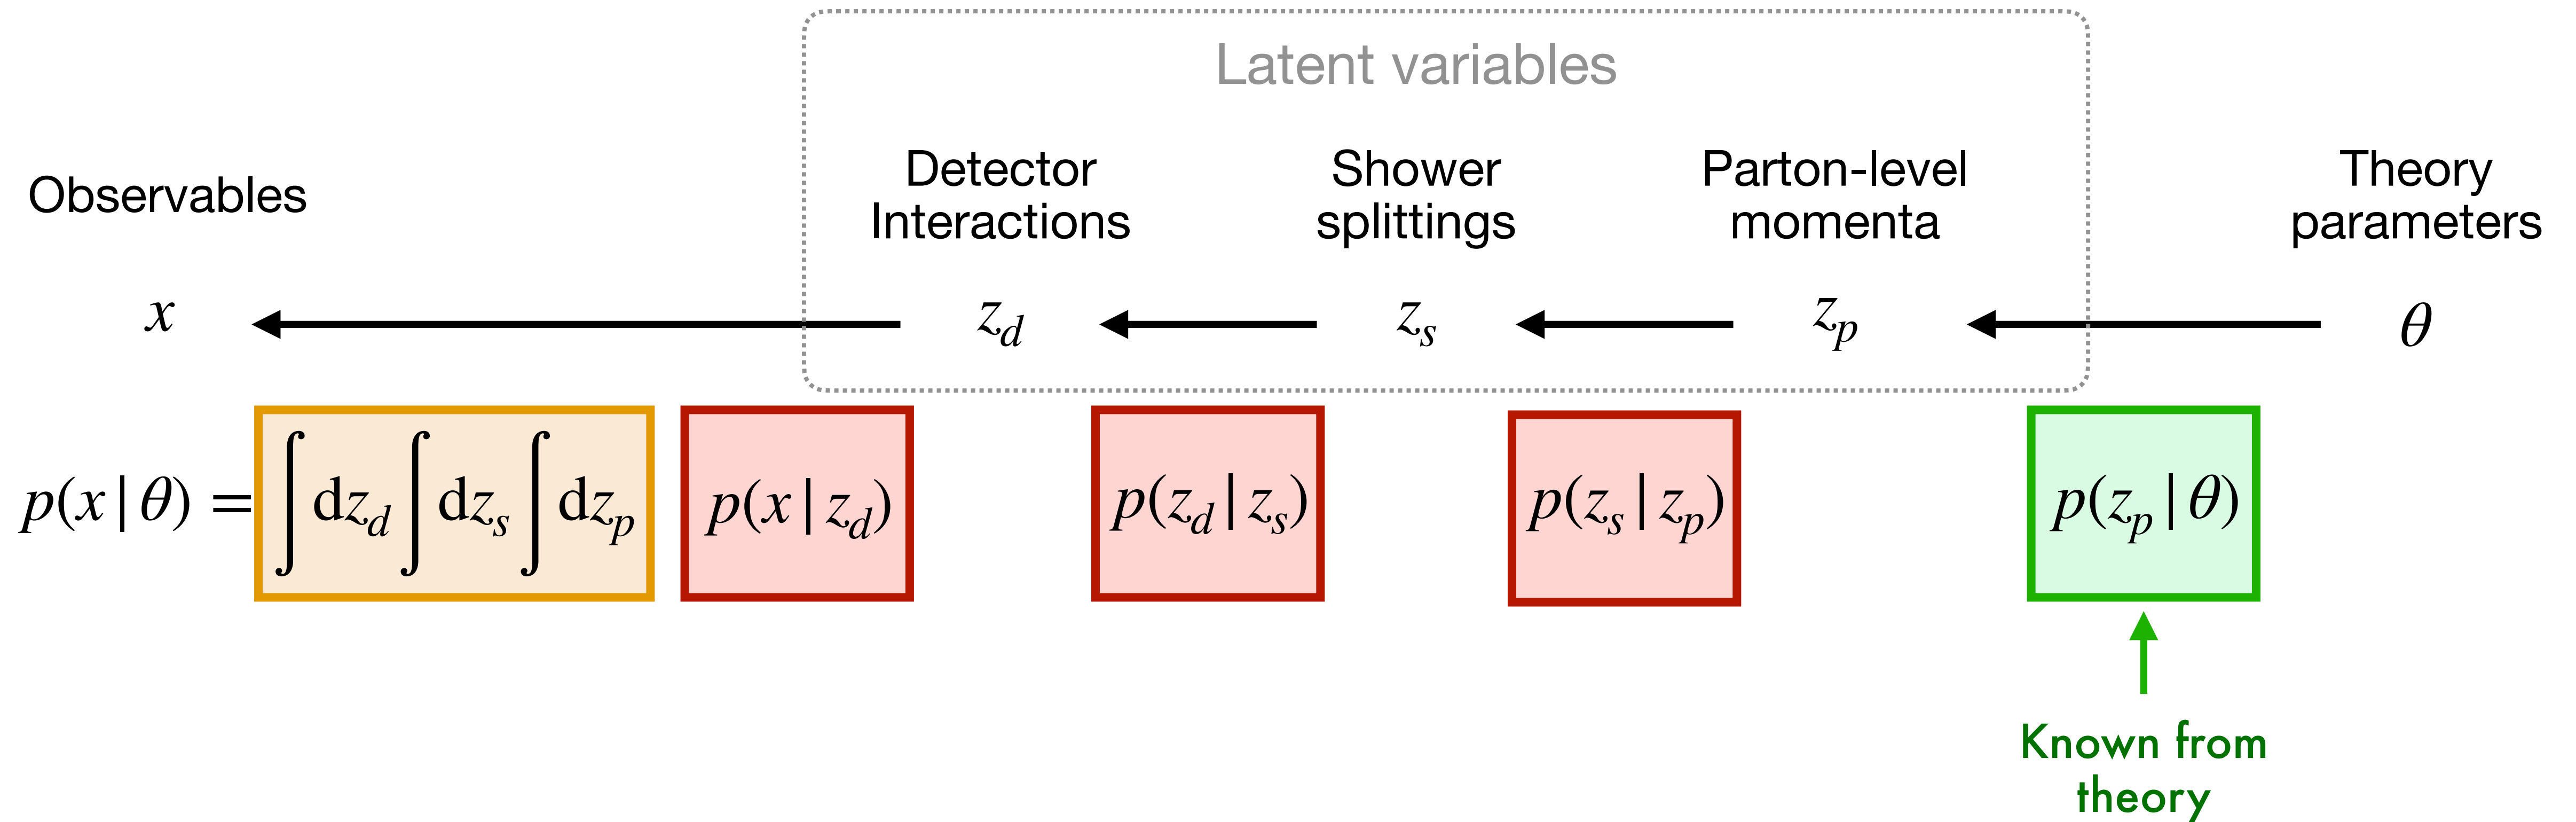 Latent variables
Observables
Detector
Interactions
Shower
splittings
Parton-level
momenta
Theory
parameters
x
z_d
z_s
z_p
θ
p(x|θ) = ∫dz_d ∫dz_s ∫dz_p p(x|z_d) p(z_d|z_s) p(z_s|z_p) p(z_p|θ)
Known from
theory